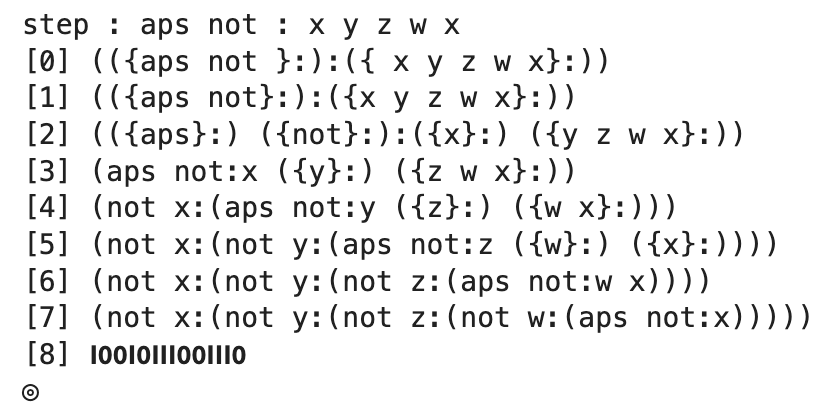 step : aps not : x y z w x
[0] (({aps not }:):({ x y z w x}:))
[1] (({aps not}:):({x y z w x}:))
[2] (({aps}:) ({not}:):({x}:) ({y z w x}:))
[3] (aps not:x ({y}:) ({z w x}:))
[4] (not x:(aps not:y ({z}:) ({w x}:)))
[5] (not x:(not y:(aps not:z ({w}:) ({x}:))))
[6] (not x:(not y:(not z:(aps not:w x))))
[7] (not x:(not y:(not z:(not w:(aps not:x)))))
[8] I00I0III00III0
◎